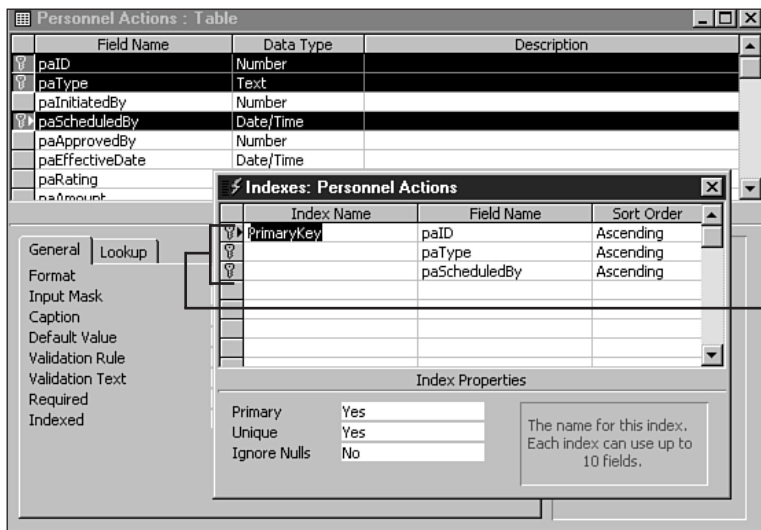 Personnel Actions : Table
Field Name Data Type Description
paID Number
paType Text
paInitiatedBy Number
paScheduledBy Date/Time
paApprovedBy Number
paEffectiveDate Date/Time
paRating
paAmount
Indexes: Personnel Actions
Index Name Field Name Sort Order
PrimaryKey paID Ascending
paType Ascending
paScheduledBy Ascending
General Lookup
Format
Input Mask
Caption
Default Value
Validation Rule
Validation Text
Required
Indexed
Index Properties
Primary Yes
Unique Yes
Ignore Nulls No
The name for this index.
Each index can use up to
10 fields.